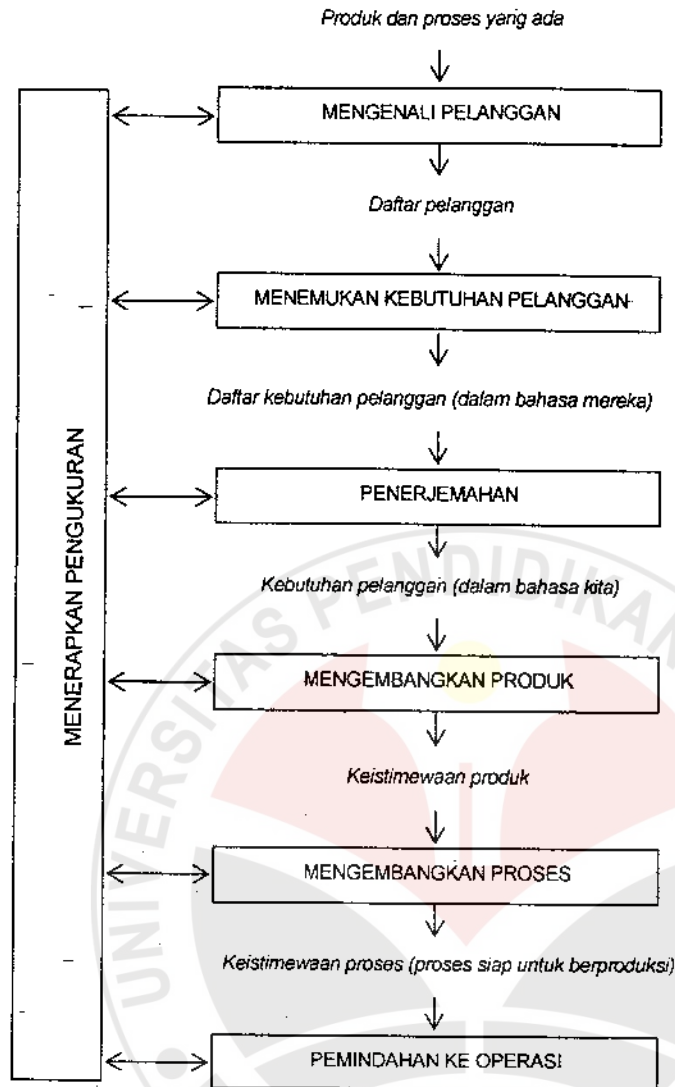 Produk dan proses yang ada
MENGENALI PELANGGAN
Daftar pelanggan
MENEMUKAN KEBUTUHAN PELANGGAN
Daftar kebutuhan pelanggan (dalam bahasa mereka)
PENERJEMAHAN
Kebutuhan pelanggan (dalam bahasa kita)
MENGEMBANGKAN PRODUK
Keistimewaan produk
MENGEMBANGKAN PROSES
Keistimewaan proses (proses siap untuk berproduksi)
PEMINDAHAN KE OPERASI
MENERAPKAN PENGUKURAN
UNIVERSITAS PENDIDIKAN